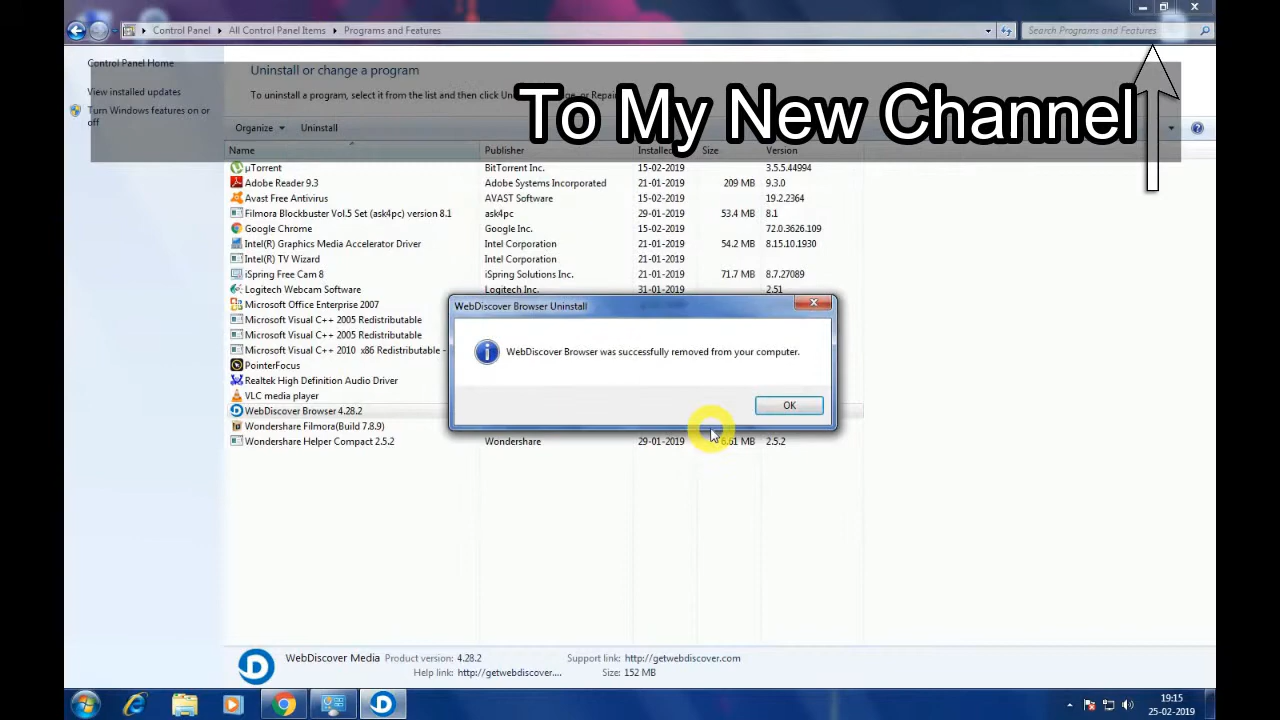 Control Panel All Control Panel Items Programs and Features Search Programs and Features
Control Panel Home
View installed updates
Turn Windows features on or
off
Uninstall or change a program
To uninstall a program, select it from the list and then click Un
To My New Channel
Organize Uninstall
Name Publisher Installed Size Version
µTorrent BitTorrent Inc. 15-02-2019 3.5.5.44994
Adobe Reader 9.3 Adobe Systems Incorporated 21-01-2019 209 MB 9.3.0
Avast Free Antivirus AVAST Software 15-02-2019 19.2.2364
Filmora Blockbuster Vol.5 Set (ask4pc) version 8.1 ask4pc 29-01-2019 53.4 MB 8.1
Google Chrome Google Inc. 15-02-2019 72.0.3626.109
Intel(R) Graphics Media Accelerator Driver Intel Corporation 21-01-2019 54.2 MB 8.15.10.1930
Intel(R) TV Wizard Intel Corporation 21-01-2019
iSpring Free Cam 8 iSpring Solutions Inc. 21-01-2019 71.7 MB 8.7.27089
Logitech Webcam Software Logitech Inc. 31-01-2019 2.51
Microsoft Office Enterprise 2007
Microsoft Visual C++ 2005 Redistributable
Microsoft Visual C++ 2005 Redistributable
Microsoft Visual C++ 2010 x86 Redistributable -
PointerFocus
Realtek High Definition Audio Driver
VLC media player
WebDiscover Browser 4.28.2
Wondershare Filmora(Build 7.8.9)
Wondershare Helper Compact 2.5.2 Wondershare 29-01-2019 6.61 MB 2.5.2
WebDiscover Browser Uninstall
WebDiscover Browser was successfully removed from your computer.
OK
WebDiscover Media Product version: 4.28.2 Support link: http://getwebdiscover.com
Help link: http://getwebdiscover.... Size: 152 MB
19:15
25-02-2019